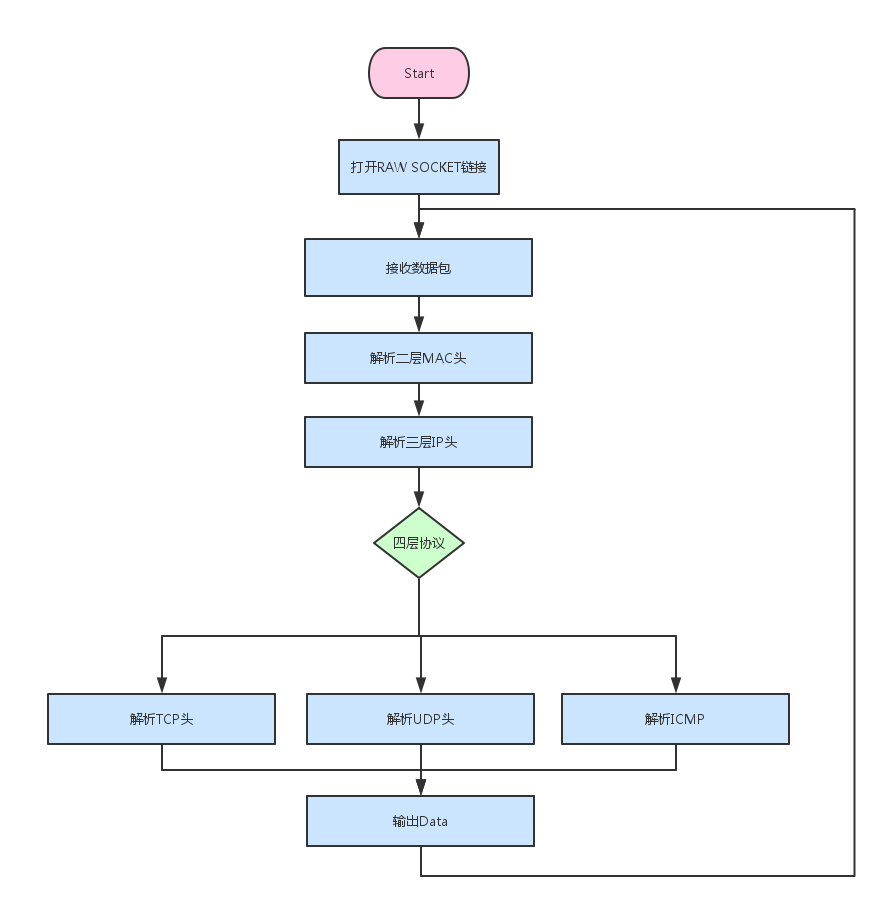 Start
打开RAW SOCKET链接
接收数据包
解析二层MAC头
解析三层IP头
四层协议
解析TCP头
解析UDP头
解析ICMP
输出Data